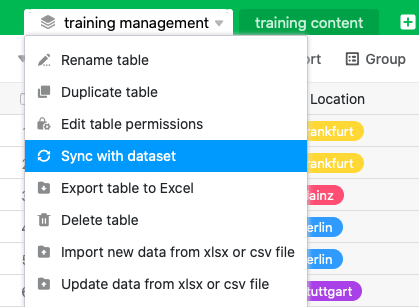 training management
training content
Rename table
Duplicate table
Edit table permissions
Sync with dataset
Export table to Excel
Delete table
Import new data from xlsx or csv file
Update data from xlsx or csv file
Group
Location